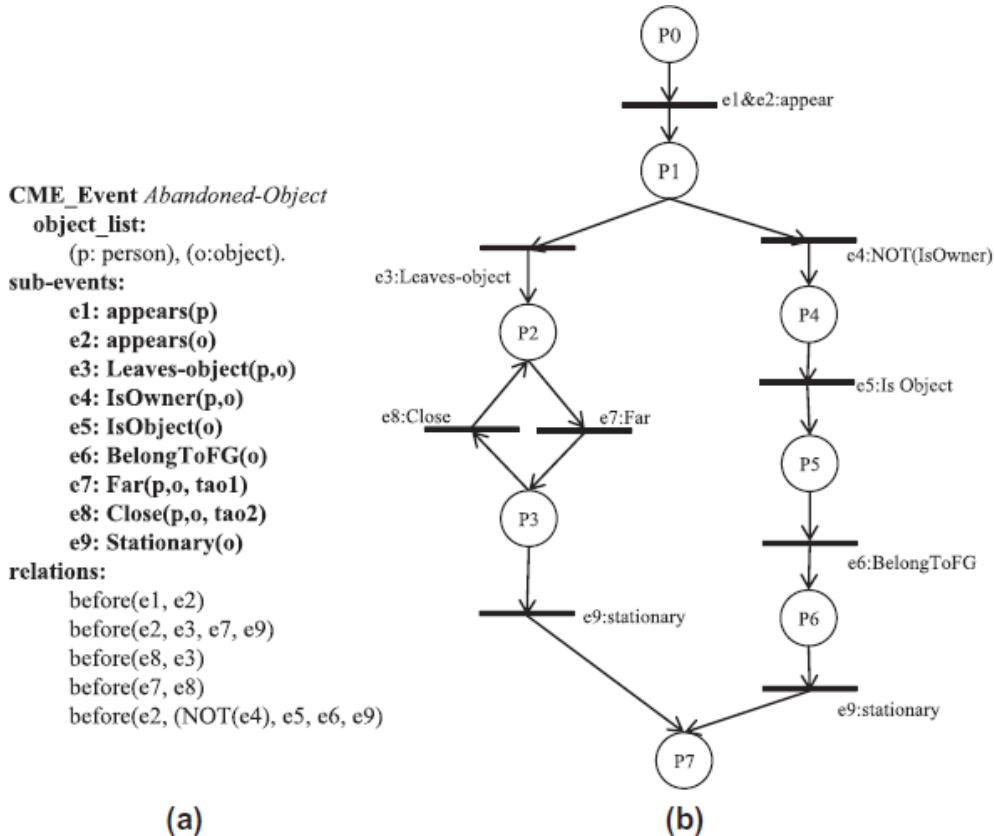 CME_Event Abandoned-Object
object_list:
(p: person), (o:object).
sub-events:
e1: appears(p)
e2: appears(o)
e3: Leaves-object(p,o)
e4: IsOwner(p,o)
e5: IsObject(o)
e6: BelongToFG(o)
e7: Far(p,o, tao1)
e8: Close(p,o, tao2)
e9: Stationary(o)
relations:
before(e1, e2)
before(e2, e3, e7, e9)
before(e8, e3)
before(e7, e8)
before(e2, (NOT(e4), e5, e6, e9)
(a)
P0
e1&e2:appear
P1
e3:Leaves-object
e4:NOT(IsOwner)
P2
P4
e5:Is Object
e8:Close
e7:Far
P5
P3
e6:BelongToFG
P6
e9:stationary
e9:stationary
P7
(b)